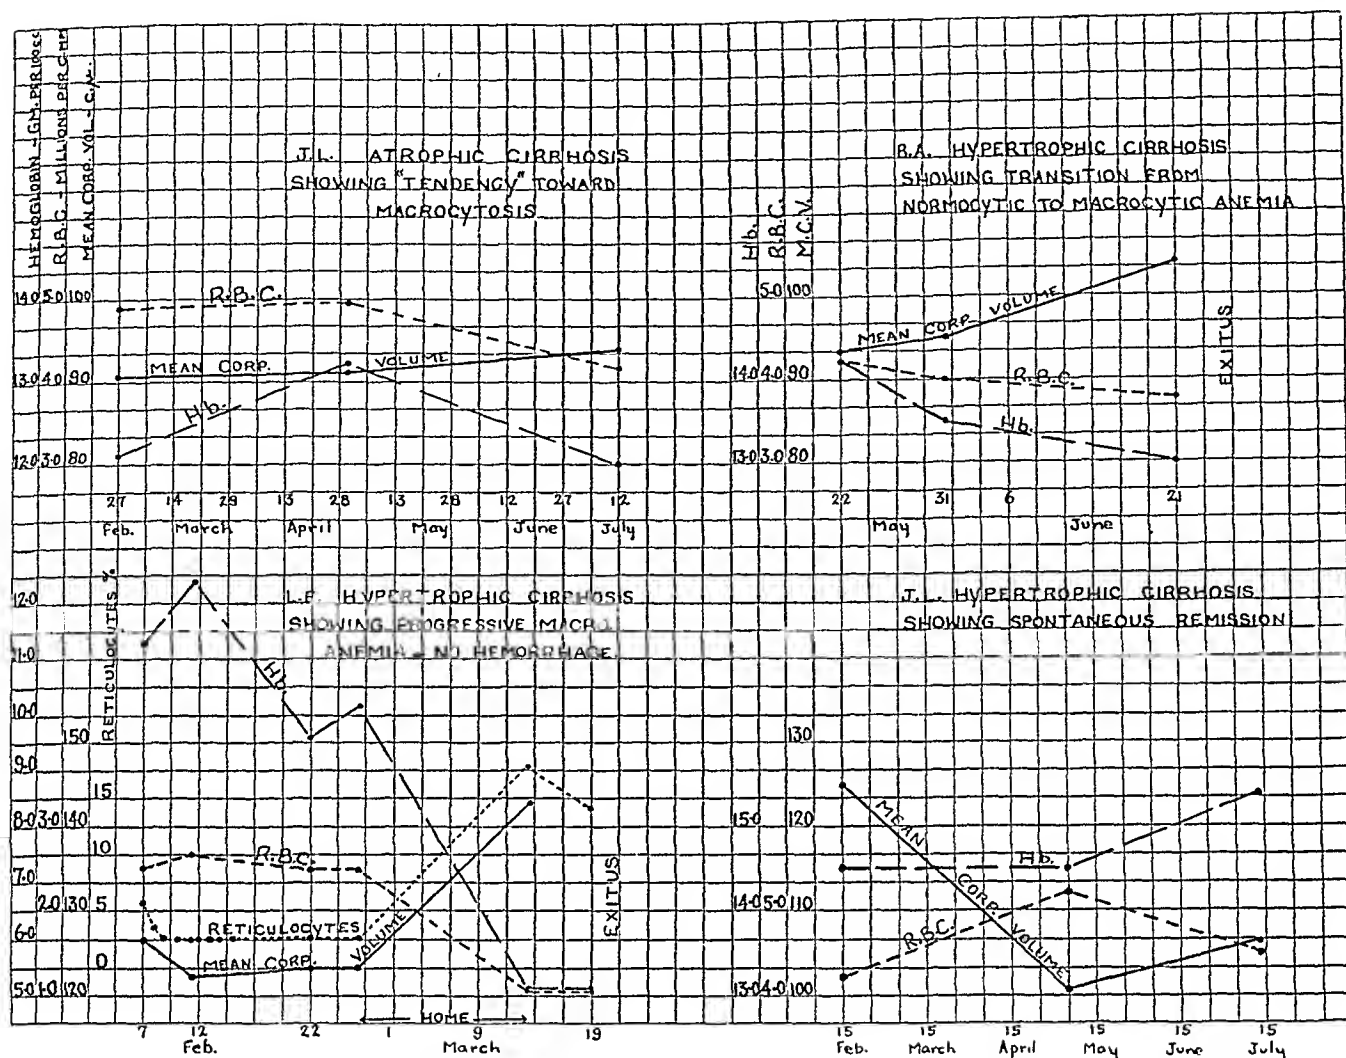 HEMOGLOBIN - GM. PER 100CC
R.B.C. - MILLIONS PER C.MM
MEAN CORP. VOL - C.µ.
J.L. ATROPHIC CIRRHOSIS
SHOWING "TENDENCY" TOWARD
MACROCYTOSIS
14.0 5.0 100
R.B.C.
MEAN CORP. VOLUME
13.0 4.0 90
Hb.
12.0 3.0 80
27 14 29 13 28 13 28 12 27 12
Feb. March April May June July
B.A. HYPERTROPHIC CIRRHOSIS
SHOWING TRANSITION FROM
NORMOCYTIC TO MACROCYTIC ANEMIA
Hb.
R.B.C.
M.C.V.
5.0 100
MEAN CORP. VOLUME
EXITUS
14.0 4.0 90
R.B.C.
Hb.
13.0 3.0 80
22 31 6 21
May June
RETICULOCYTES %
L.F. HYPERTROPHIC CIRRHOSIS
SHOWING PROGRESSIVE MACRO.
ANEMIA - NO HEMORRHAGE.
12.0
11.0
Hb.
10.0
150
9.0
15
8.0 3.0 140
10
R.B.C.
7.0
EXITUS
2.0 130 5
6.0
RETICULOCYTES
VOLUME
MEAN CORP.
0
5.0 1.0 120
HOME
7 12 22 1 9 19
Feb. March
J.L. HYPERTROPHIC CIRRHOSIS
SHOWING SPONTANEOUS REMISSION
130
MEAN CORP. VOLUME
15.0 120
Hb.
14.0 5.0 110
R.B.C.
13.0 4.0 100
15 15 15 15 15 15
Feb. March April May June July